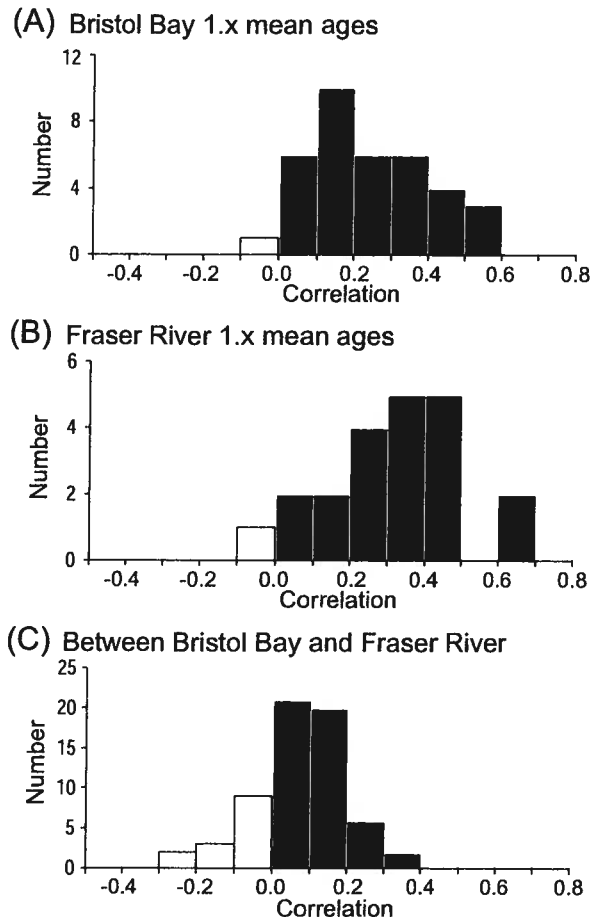 (A) Bristol Bay 1.x mean ages
12
8
4
0
Number
-0.4 -0.2 0.0 0.2 0.4 0.6 0.8
Correlation
(B) Fraser River 1.x mean ages
6
4
2
0
Number
-0.4 -0.2 0.0 0.2 0.4 0.6 0.8
Correlation
(C) Between Bristol Bay and Fraser River
25
20
15
10
5
0
Number
-0.4 -0.2 0.0 0.2 0.4 0.6 0.8
Correlation